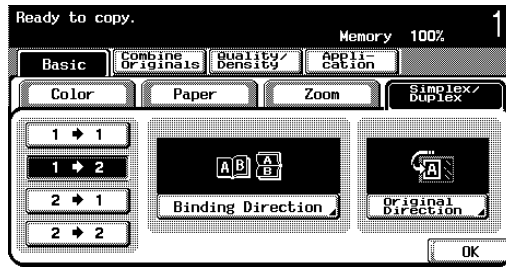 Ready to copy.
1
Memory 100%
Basic
Combine Originals
Quality/ Density
Appli- cation
Color
Paper
Zoom
Simplex/ Duplex
1 → 1
1 → 2
2 → 1
2 → 2
A B
A
B
A
Binding Direction
Original Direction
OK